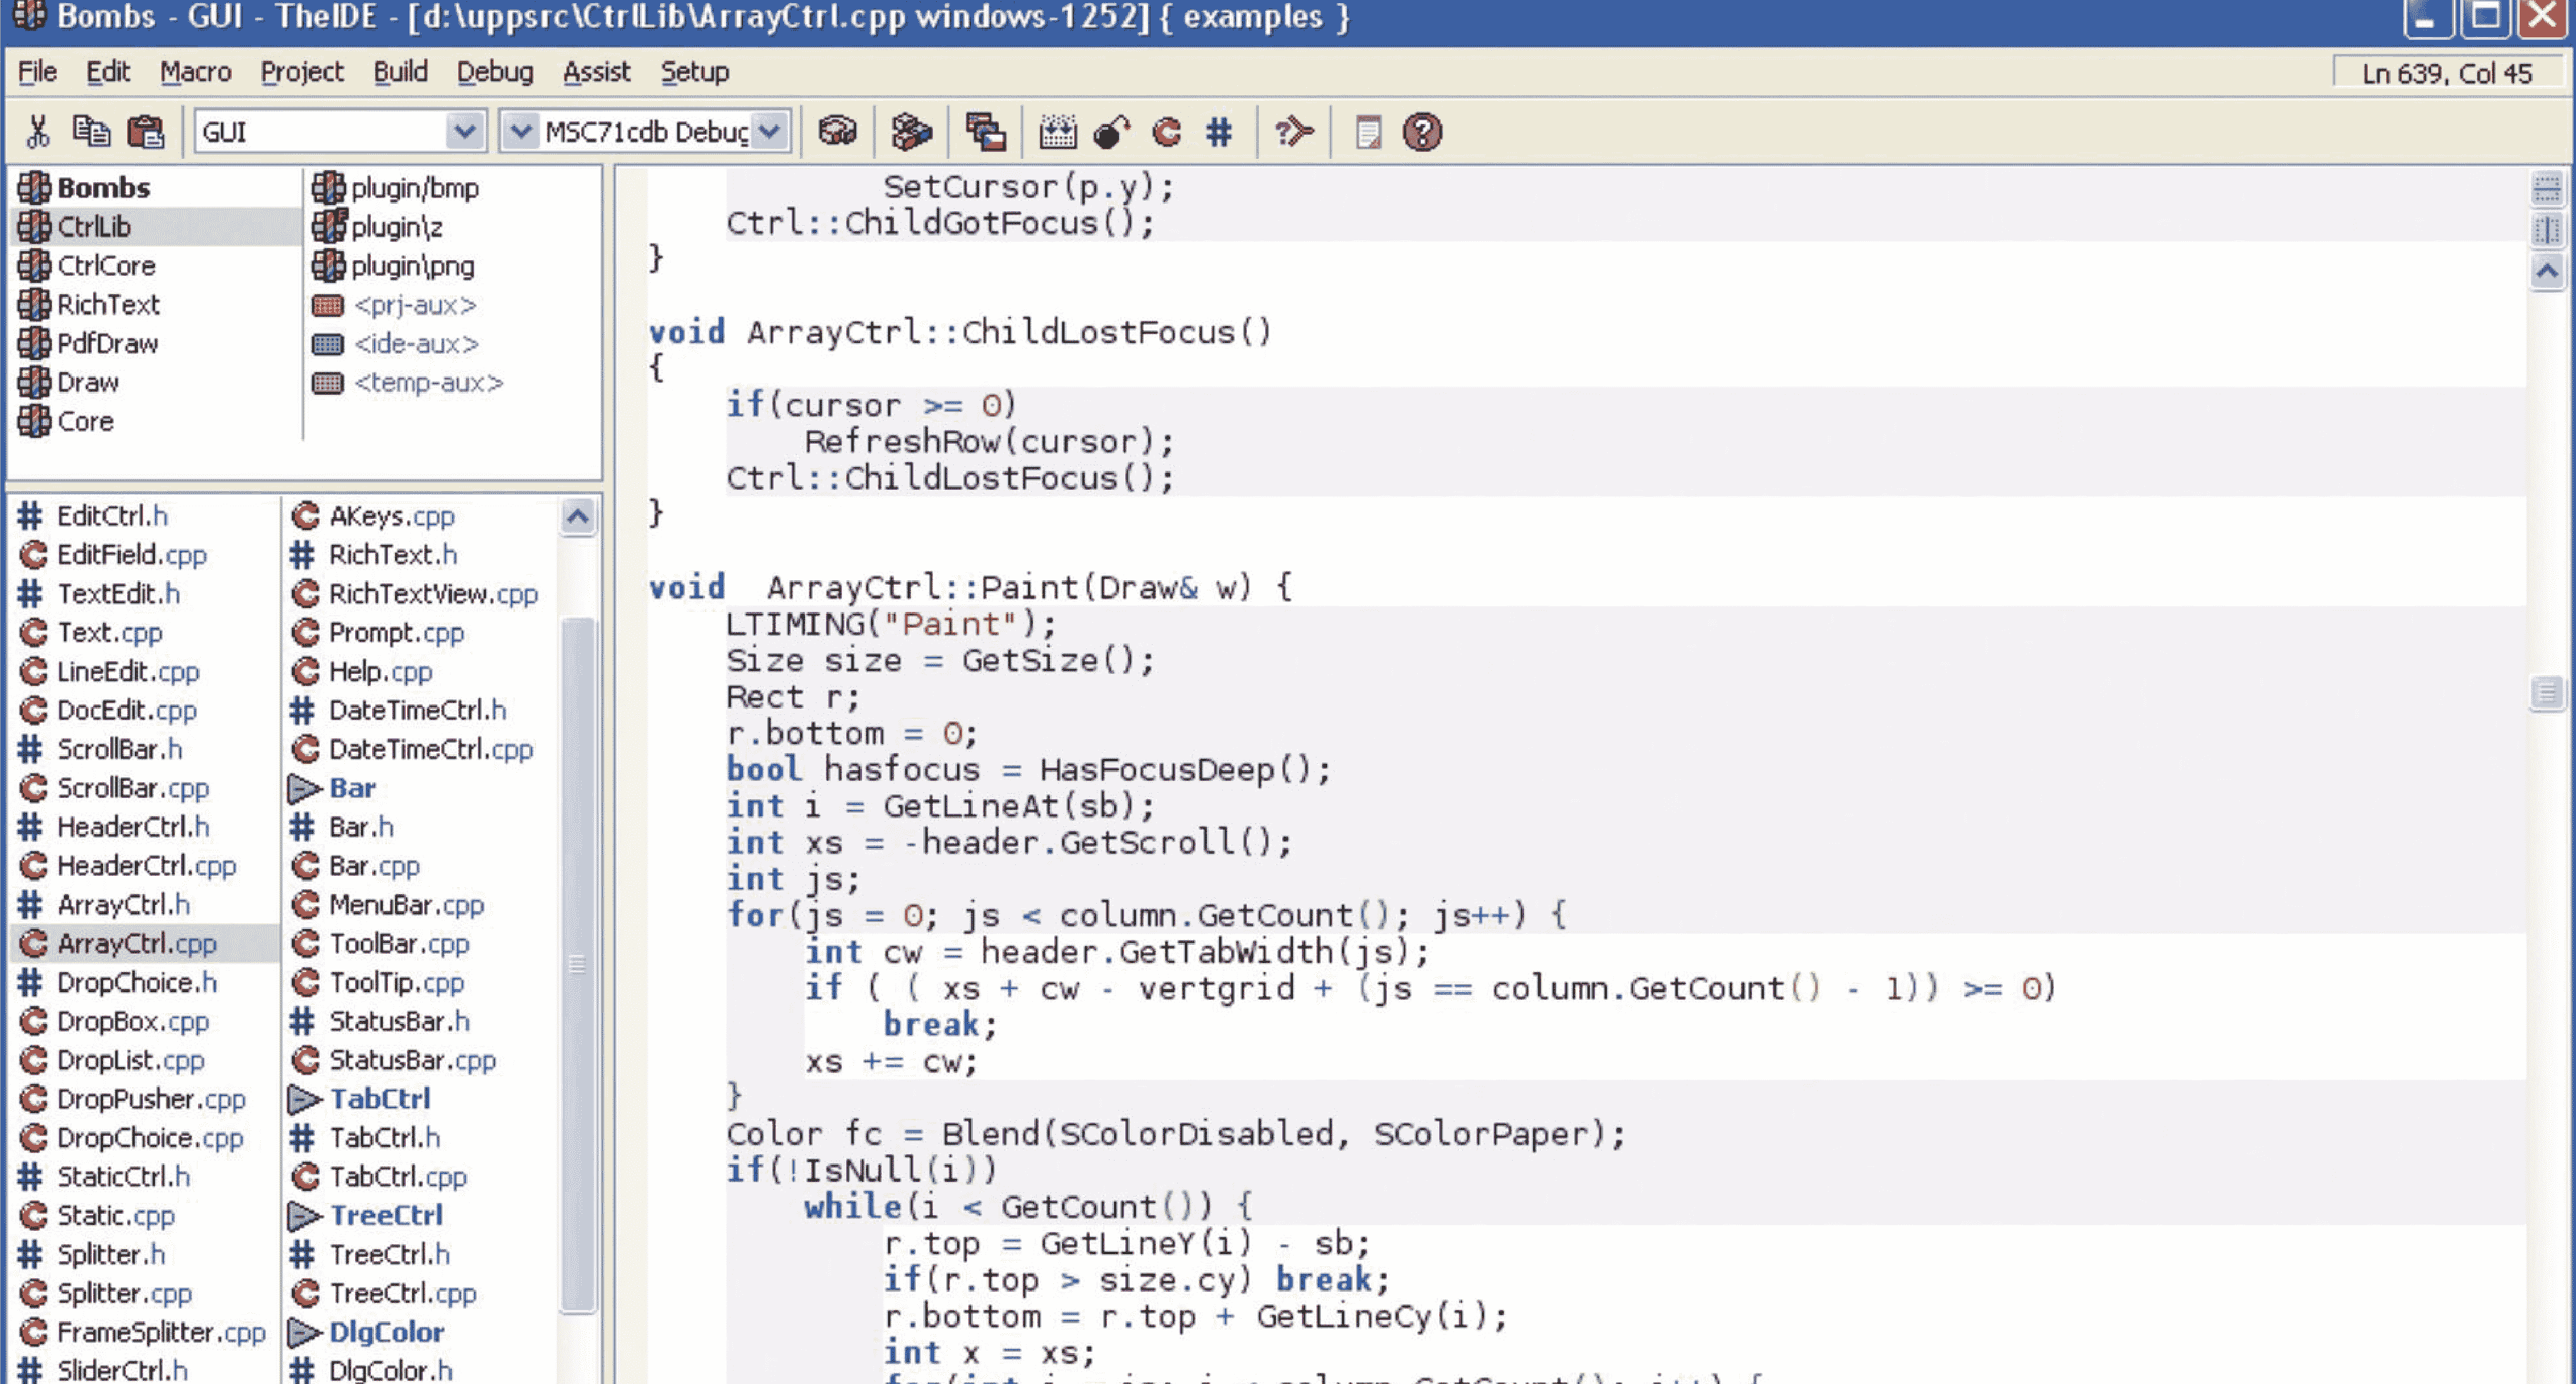 Bombs - GUI - TheIDE - [d:\uppsrc\CtrlLib\ArrayCtrl.cpp windows-1252] { examples }
File Edit Macro Project Build Debug Assist Setup
Ln 639, Col 45
GUI
MSC71cdb Debug
Bombs
CtrlLib
CtrlCore
RichText
PdfDraw
Draw
Core
plugin/bmp
plugin\z
plugin\png
<prj-aux>
<ide-aux>
<temp-aux>
EditCtrl.h
EditField.cpp
TextEdit.h
Text.cpp
LineEdit.cpp
DocEdit.cpp
ScrollBar.h
ScrollBar.cpp
HeaderCtrl.h
HeaderCtrl.cpp
ArrayCtrl.h
ArrayCtrl.cpp
DropChoice.h
DropBox.cpp
DropList.cpp
DropPusher.cpp
DropChoice.cpp
StaticCtrl.h
Static.cpp
Splitter.h
Splitter.cpp
FrameSplitter.cpp
SliderCtrl.h
AKeys.cpp
RichText.h
RichTextView.cpp
Prompt.cpp
Help.cpp
DateTimeCtrl.h
DateTimeCtrl.cpp
Bar
Bar.h
Bar.cpp
MenuBar.cpp
ToolBar.cpp
ToolTip.cpp
StatusBar.h
StatusBar.cpp
TabCtrl
TabCtrl.h
TabCtrl.cpp
TreeCtrl
TreeCtrl.h
TreeCtrl.cpp
DlgColor
DlgColor.h
SetCursor(p.y);
Ctrl::ChildGotFocus();
}
void ArrayCtrl::ChildLostFocus()
{
if(cursor >= 0)
RefreshRow(cursor);
Ctrl::ChildLostFocus();
}
void ArrayCtrl::Paint(Draw& w) {
LTIMING("Paint");
Size size = GetSize();
Rect r;
r.bottom = 0;
bool hasfocus = HasFocusDeep();
int i = GetLineAt(sb);
int xs = -header.GetScroll();
int js;
for(js = 0; js < column.GetCount(); js++) {
int cw = header.GetTabWidth(js);
if ( ( xs + cw - vertgrid + (js == column.GetCount() - 1)) >= 0)
break;
xs += cw;
}
Color fc = Blend(SColorDisabled, SColorPaper);
if(!IsNull(i))
while(i < GetCount()) {
r.top = GetLineY(i) - sb;
if(r.top > size.cy) break;
r.bottom = r.top + GetLineCy(i);
int x = xs;